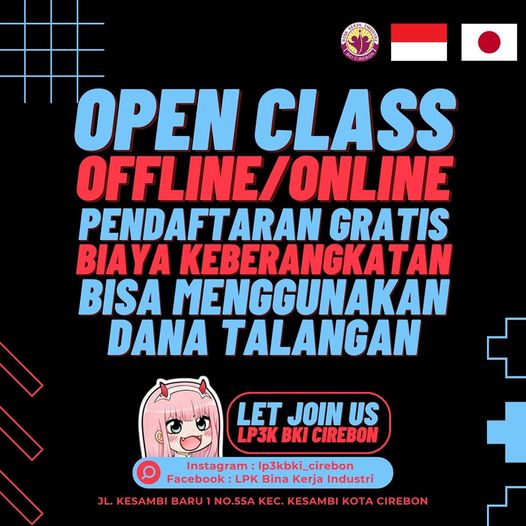 OPEN CLASS
OFFLINE/ONLINE
PENDAFTARAN GRATIS
BIAYA KEBERANGKATAN
BISA MENGGUNAKAN
DANA TALANGAN
LET JOIN US
LP3K BKI CIREBON
Instagram : lp3kbki_cirebon
Facebook : LPK Bina Kerja Industri
JL. KESAMBI BARU 1 NO.55A KEC. KESAMBI KOTA CIREBON